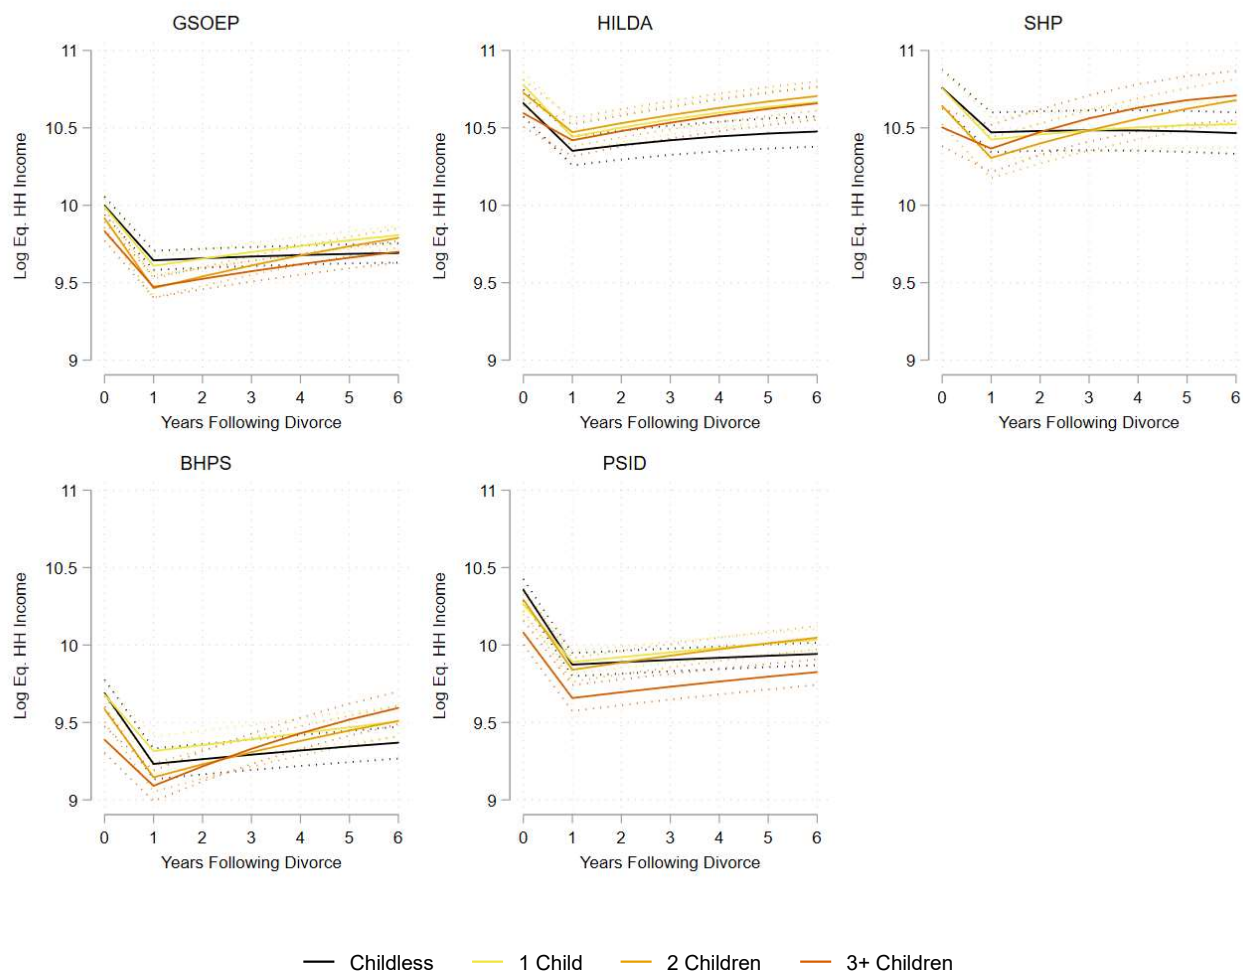 GSOEP
HILDA
SHP
11
10.5
10
9.5
9
Log Eq. HH Income
0 1 2 3 4 5 6
Years Following Divorce
11
10.5
10
9.5
9
Log Eq. HH Income
0 1 2 3 4 5 6
Years Following Divorce
11
10.5
10
9.5
9
Log Eq. HH Income
0 1 2 3 4 5 6
Years Following Divorce
BHPS
PSID
11
10.5
10
9.5
9
Log Eq. HH Income
0 1 2 3 4 5 6
Years Following Divorce
11
10.5
10
9.5
9
Log Eq. HH Income
0 1 2 3 4 5 6
Years Following Divorce
Childless 1 Child 2 Children 3+ Children